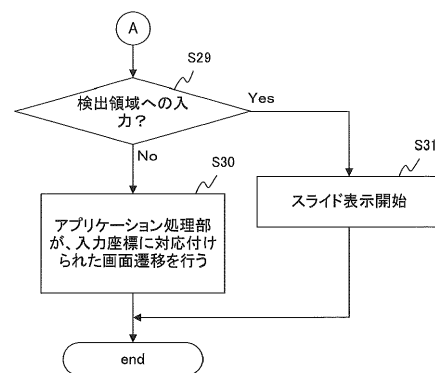 A
S29
検出領域への入
力？
Yes
No
S30
S31
アプリケーション処理部
が、入力座標に対応付け
られた画面遷移を行う
スライド表示開始
end